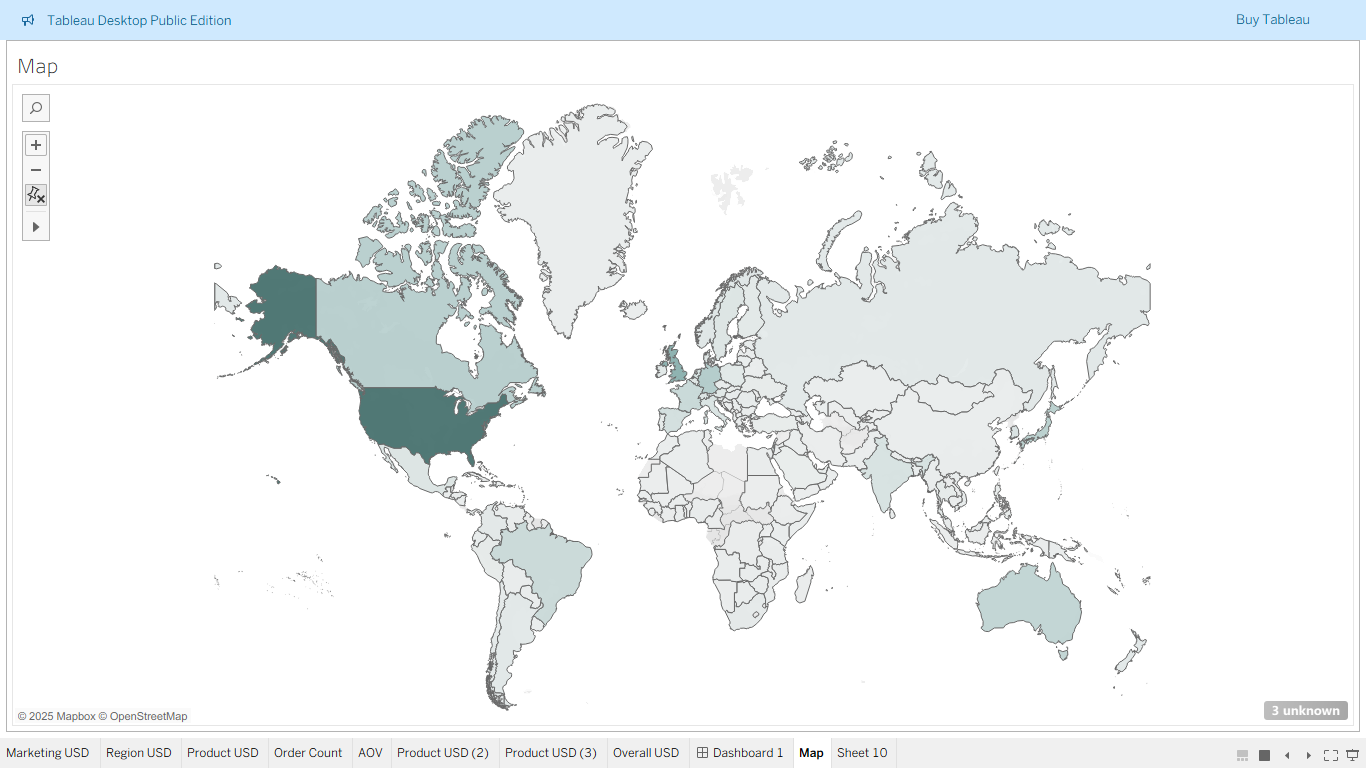 Tableau Desktop Public Edition
Buy Tableau
Map
© 2025 Mapbox © OpenStreetMap
3 unknown
Marketing USD
Region USD
Product USD
Order Count
AOV
Product USD (2)
Product USD (3)
Overall USD
Dashboard 1
Map
Sheet 10